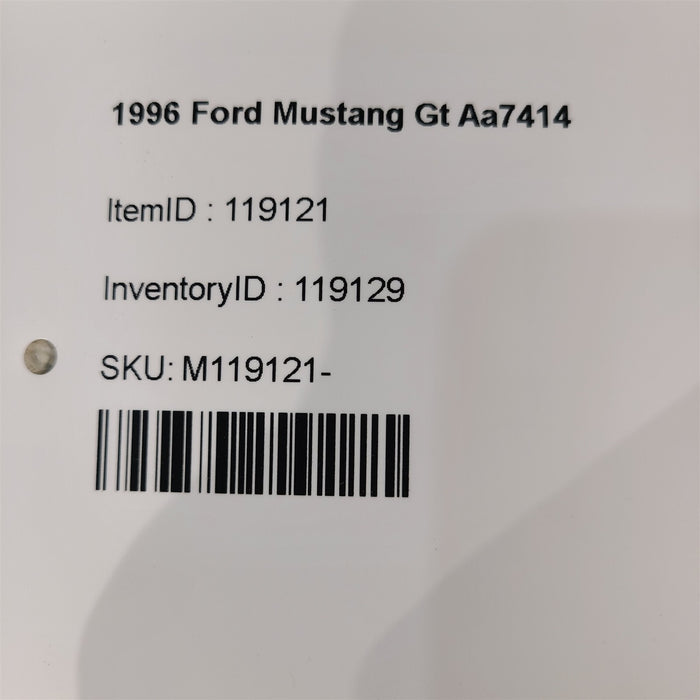 1996 Ford Mustang Gt Aa7414
ItemID : 119121
InventoryID : 119129
SKU: M119121-